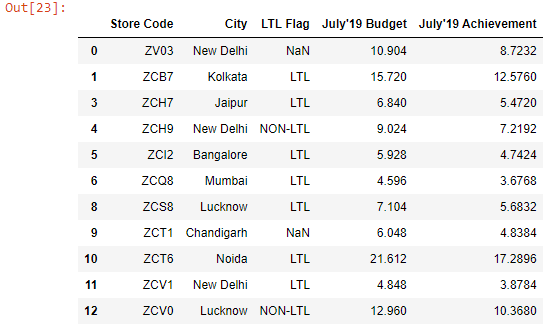 Out[23]:
Store Code City LTL Flag July'19 Budget July'19 Achievement
0 ZV03 New Delhi NaN 10.904 8.7232
1 ZCB7 Kolkata LTL 15.720 12.5760
3 ZCH7 Jaipur LTL 6.840 5.4720
4 ZCH9 New Delhi NON-LTL 9.024 7.2192
5 ZCI2 Bangalore LTL 5.928 4.7424
6 ZCQ8 Mumbai LTL 4.596 3.6768
8 ZCS8 Lucknow LTL 7.104 5.6832
9 ZCT1 Chandigarh NaN 6.048 4.8384
10 ZCT6 Noida LTL 21.612 17.2896
11 ZCV1 New Delhi LTL 4.848 3.8784
12 ZCV0 Lucknow NON-LTL 12.960 10.3680